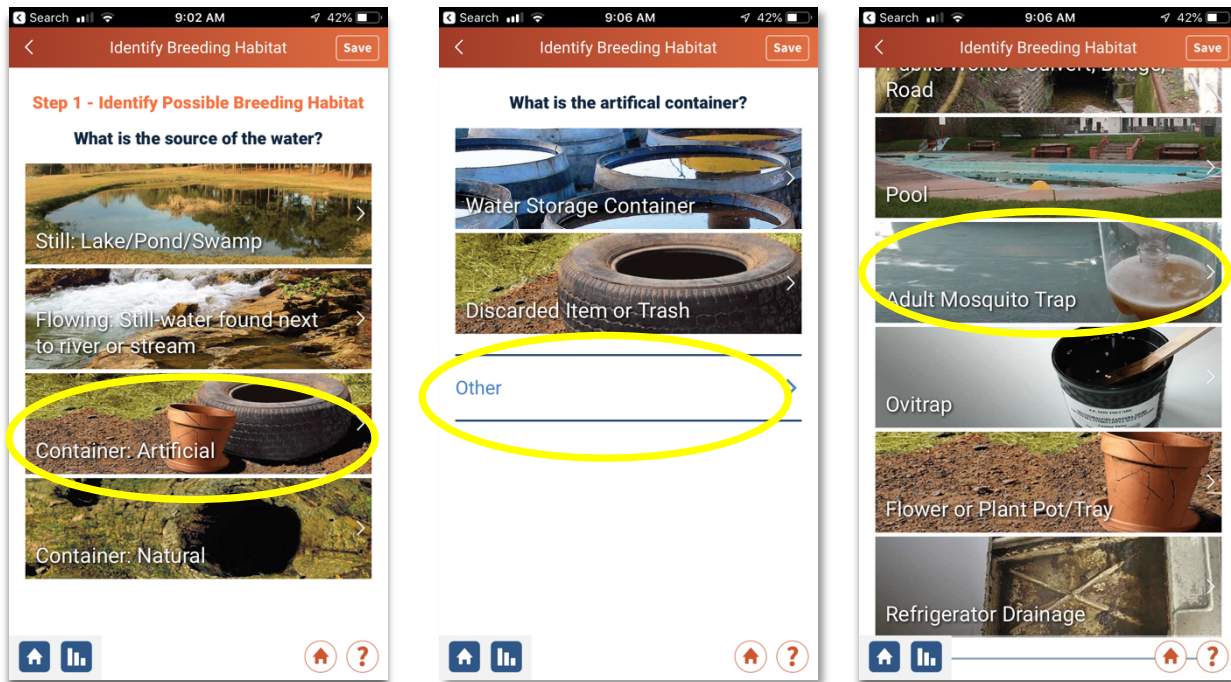 Search
9:02 AM
42%
Identify Breeding Habitat
Save
Step 1 - Identify Possible Breeding Habitat
What is the source of the water?
Still: Lake/Pond/Swamp
Flowing: Still-water found next
to river or stream
Container: Artificial
Container: Natural
?
Search
9:06 AM
42%
Identify Breeding Habitat
Save
What is the artifical container?
Water Storage Container
Discarded Item or Trash
Other
?
Search
9:06 AM
42%
Identify Breeding Habitat
Save
Public Works - Culvert, Bridge,
Road
Pool
Adult Mosquito Trap
Ovitrap
Flower or Plant Pot/Tray
Refrigerator Drainage
?